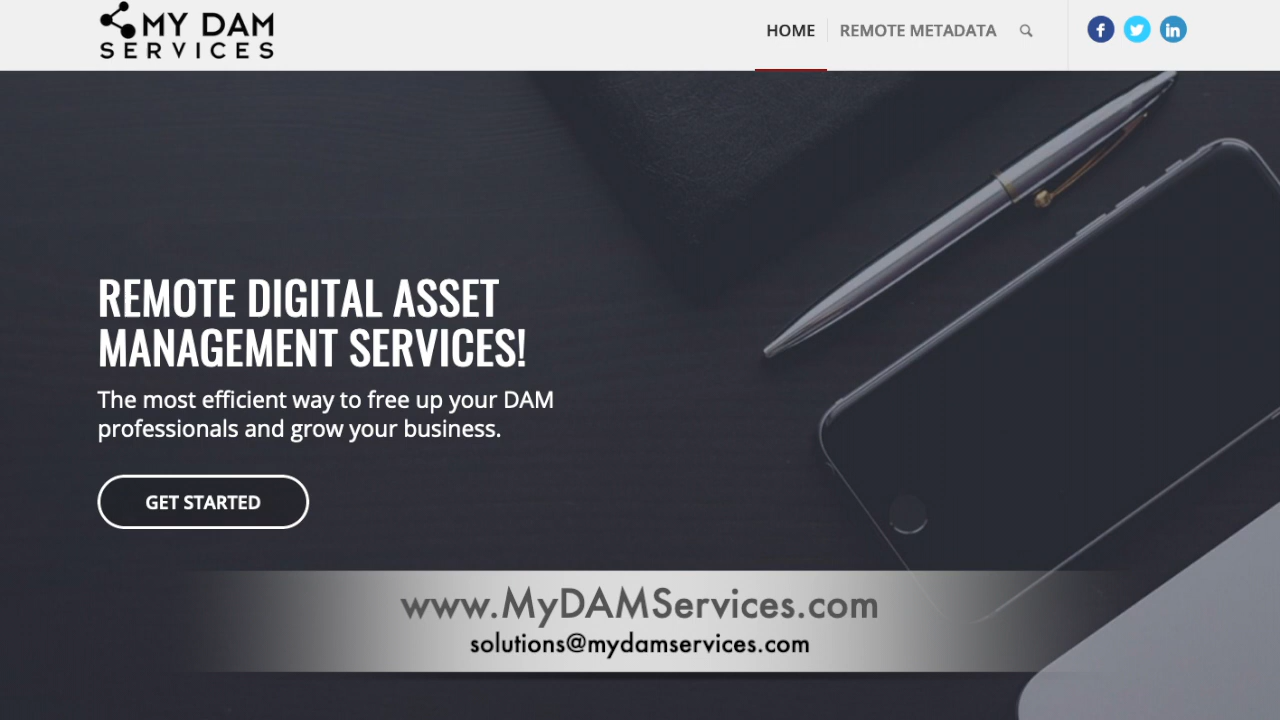 MY DAM
SERVICES
HOME
REMOTE METADATA
REMOTE DIGITAL ASSET
MANAGEMENT SERVICES!
The most efficient way to free up your DAM
professionals and grow your business.
GET STARTED
www.MyDAMServices.com
solutions@mydamservices.com